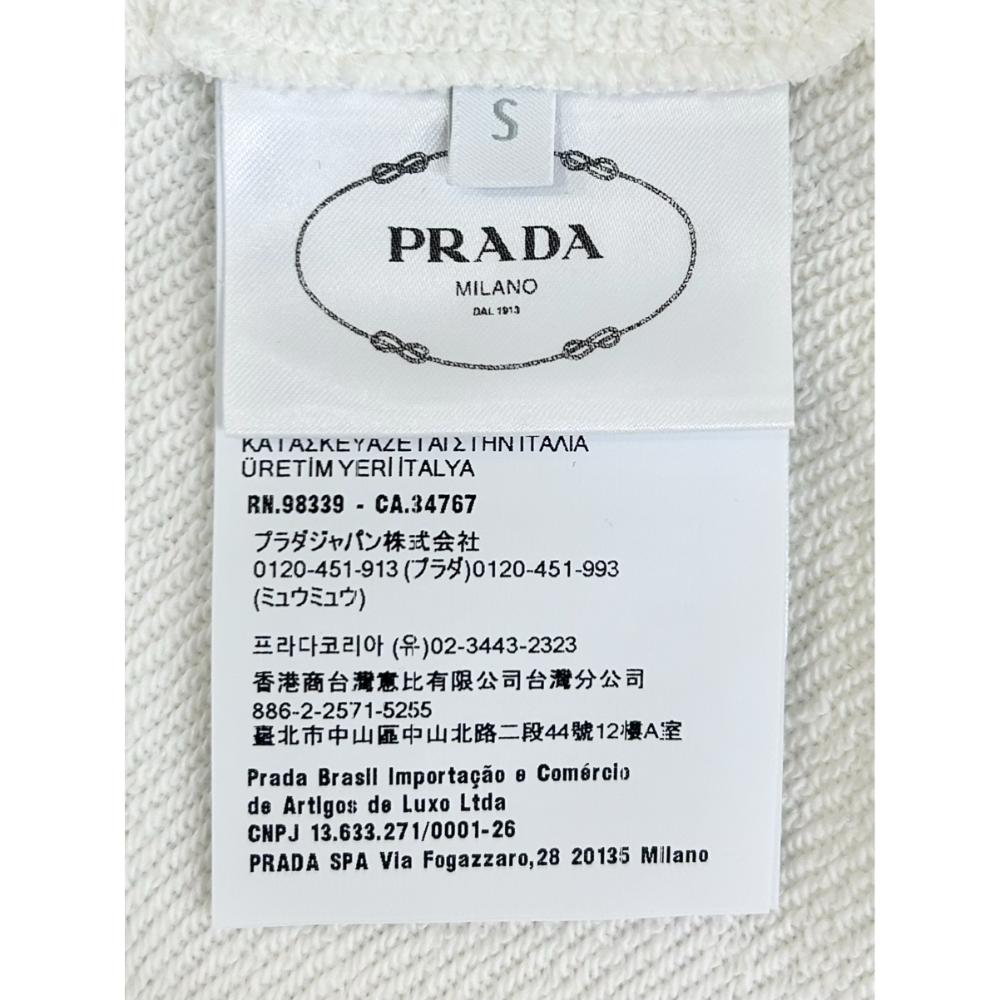 S
PRADA
MILANO
DAL 1913
ΚΑΤΑΣΚΕΥΑΖΕΤΑΙ ΣΤΗΝ ΙΤΑΛΙΑ
ÜRETİM YERİ İTALYA
RN.98339 - CA.34767
プラダジャパン株式会社
0120-451-913 (プラダ)0120-451-993
(ミュウミュウ)
프라다코리아 (유)02-3443-2323
香港商台灣惠比有限公司台灣分公司
886-2-2571-5255
臺北市中山區中山北路二段44號12樓A室
Prada Brasil Importação e Comércio
de Artigos de Luxo Ltda
CNPJ 13.633.271/0001-26
PRADA SPA Via Fogazzaro,28 20135 Milano